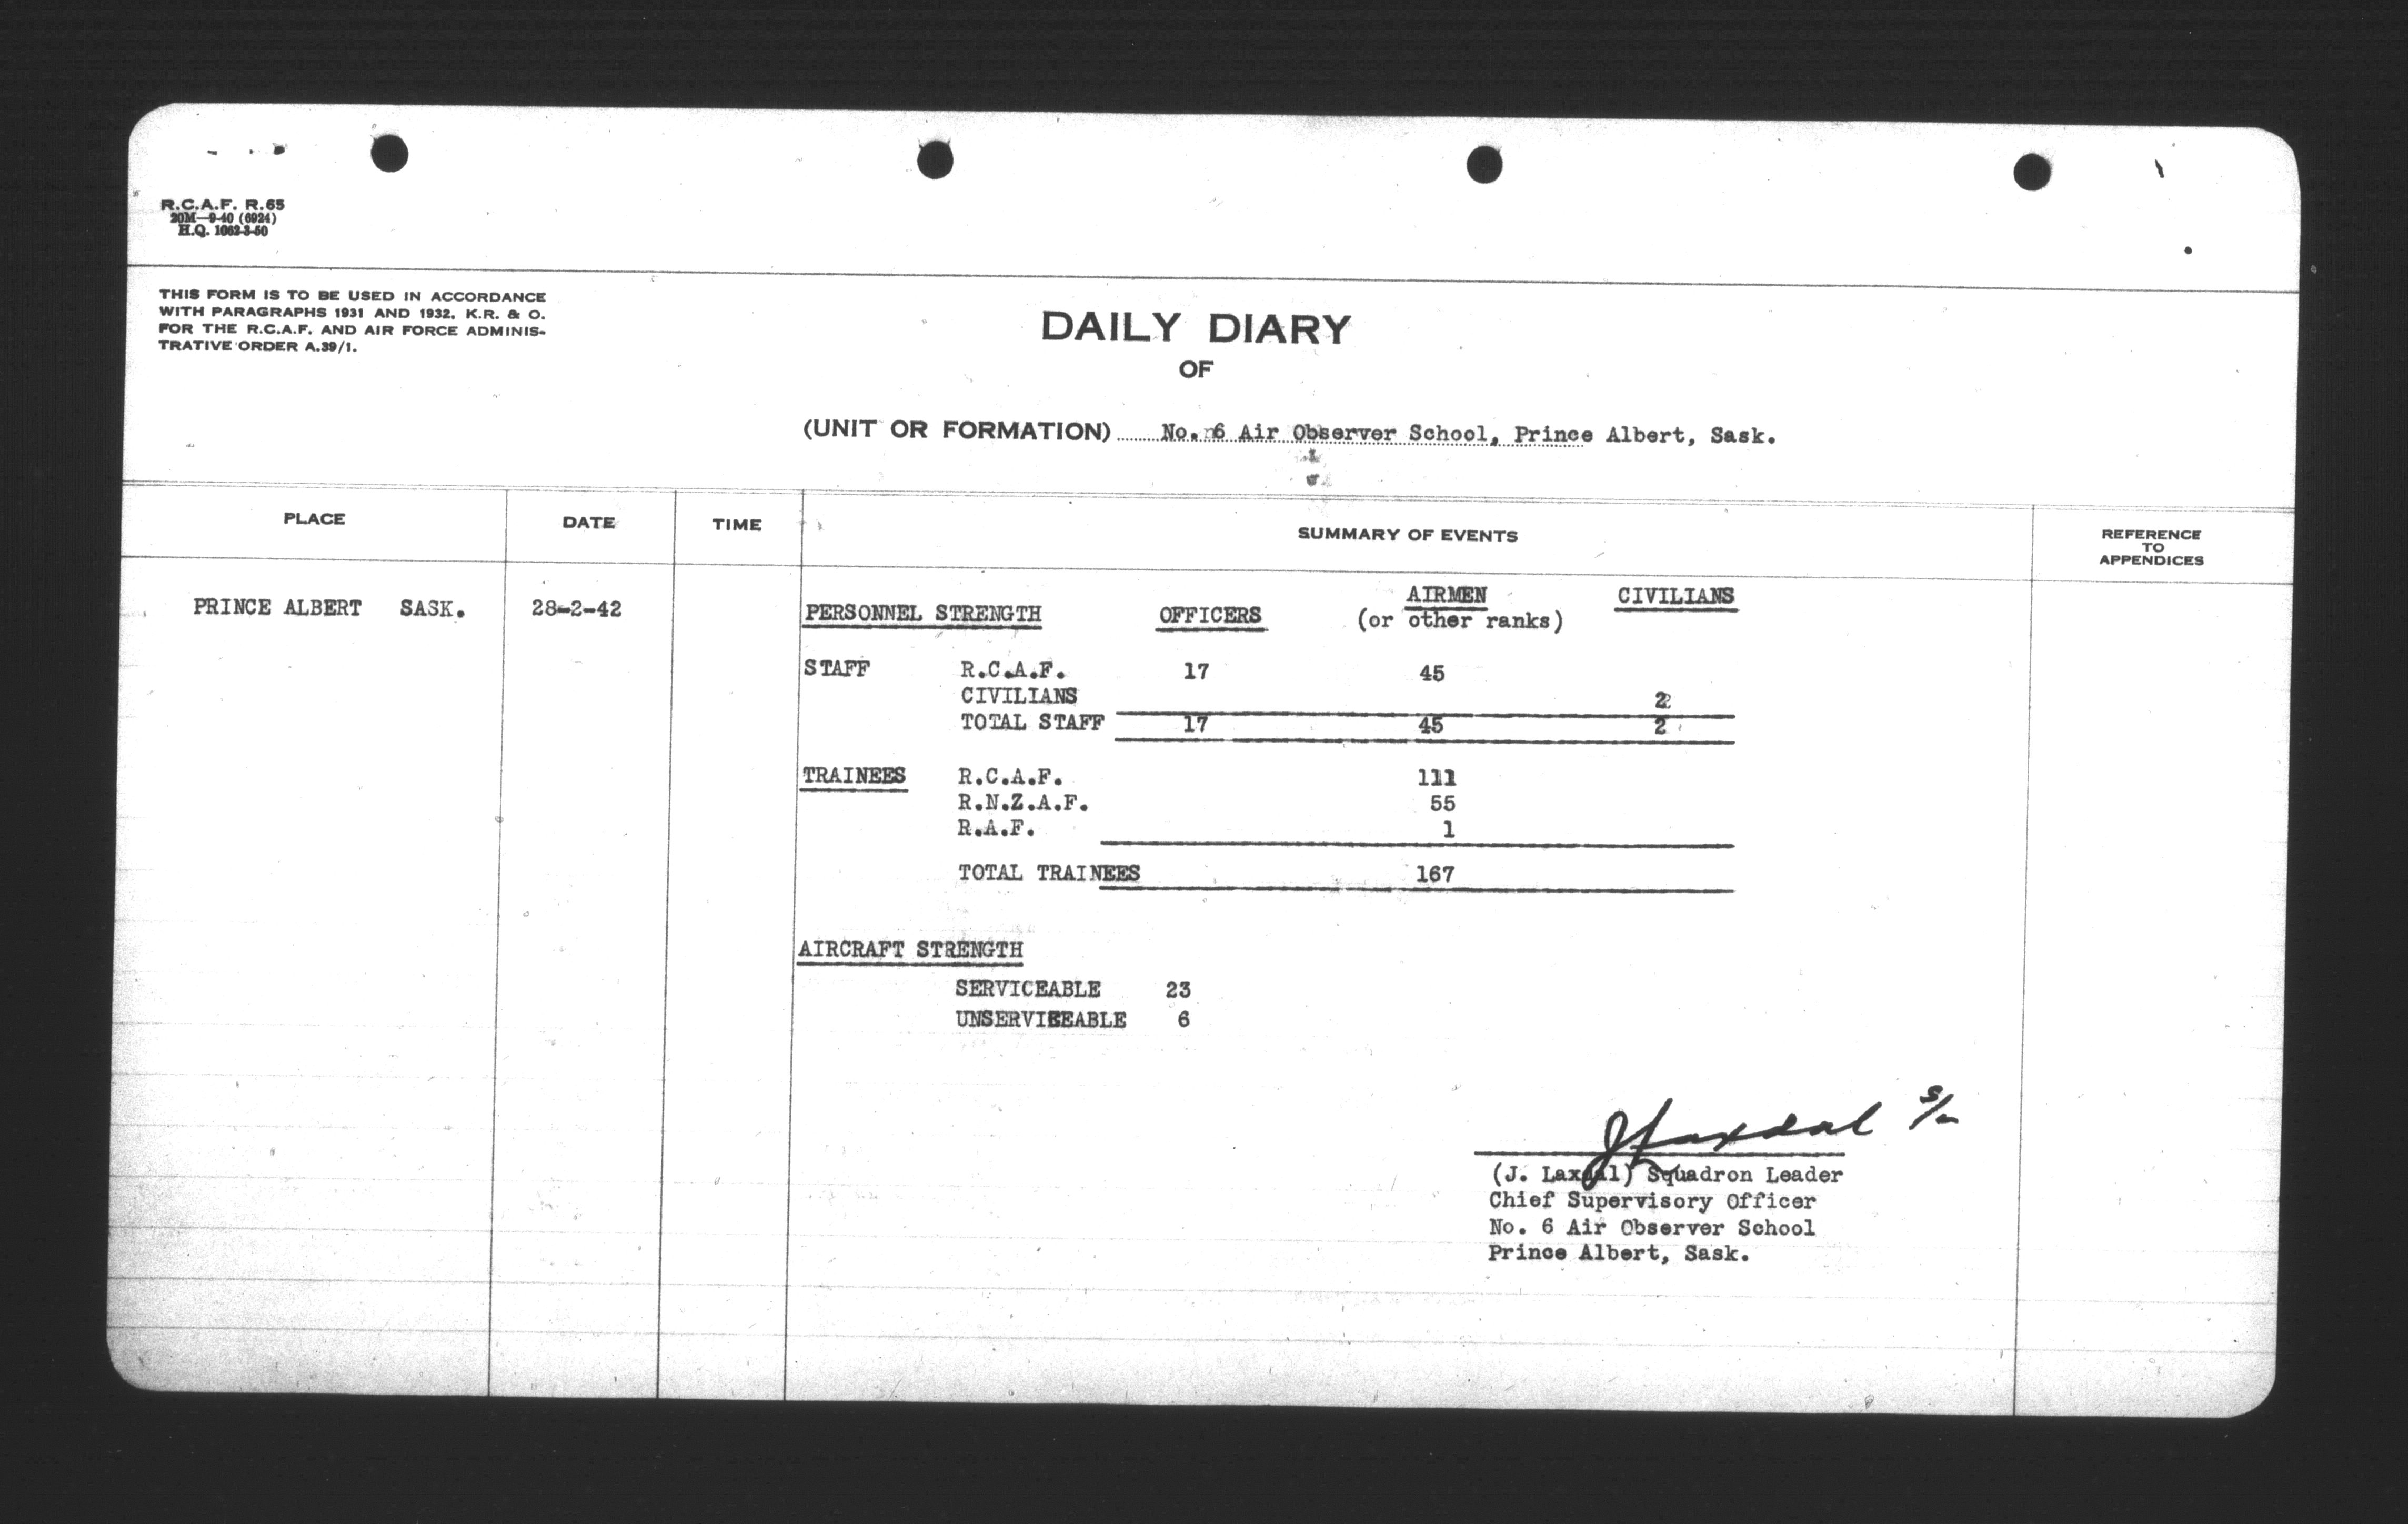 R.C.A.F. R.65
20M—9-40 (6924)
H.Q. 1062-3-50
THIS FORM IS TO BE USED IN ACCORDANCE
WITH PARAGRAPHS 1931 AND 1932, K.R. & O.
FOR THE R.C.A.F. AND AIR FORCE ADMINIS-
TRATIVE ORDER A.39/1.
DAILY DIARY
OF
(UNIT OR FORMATION) No. 6 Air Observer School, Prince Albert, Sask.
PLACE DATE TIME SUMMARY OF EVENTS REFERENCE TO APPENDICES
PRINCE ALBERT SASK. 28-2-42
PERSONNEL STRENGTH OFFICERS AIRMEN (or other ranks) CIVILIANS
STAFF R.C.A.F. 17 45
CIVILIANS 2
TOTAL STAFF 17 45 2
TRAINEES R.C.A.F. 111
R.N.Z.A.F. 55
R.A.F. 1
TOTAL TRAINEES 167
AIRCRAFT STRENGTH
SERVICEABLE 23
UNSERVICEABLE 6
J Laxdal S/L
(J. Laxdal) Squadron Leader
Chief Supervisory Officer
No. 6 Air Observer School
Prince Albert, Sask.